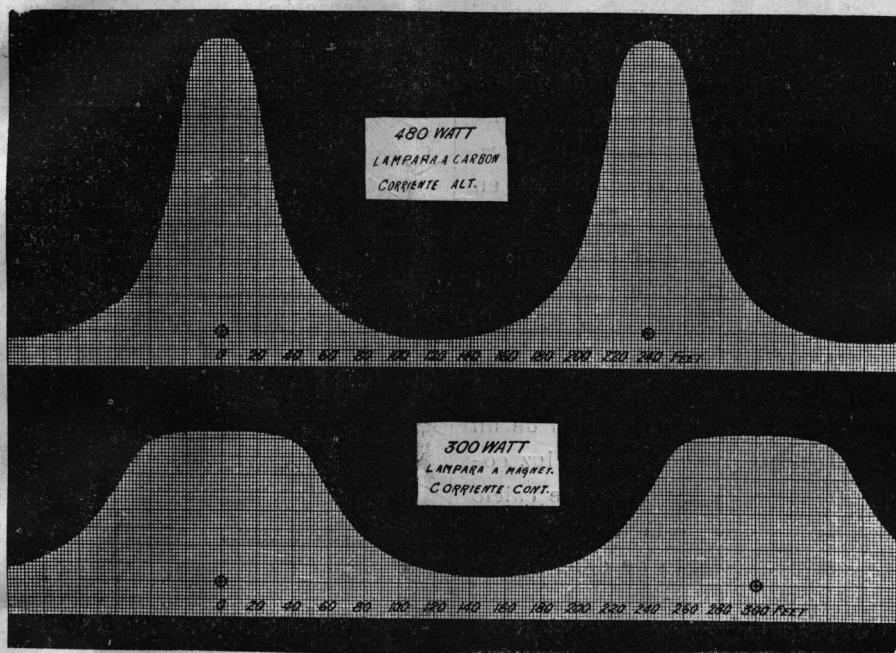 480 WATT
LAMPARA A CARBON
CORRIENTE ALT.
0 20 40 60 80 100 120 140 160 180 200 220 240 FEET
300 WATT
LAMPARA A MAGNET.
CORRIENTE CONT.
0 20 40 60 80 100 120 140 160 180 200 220 240 260 280 300 FEET